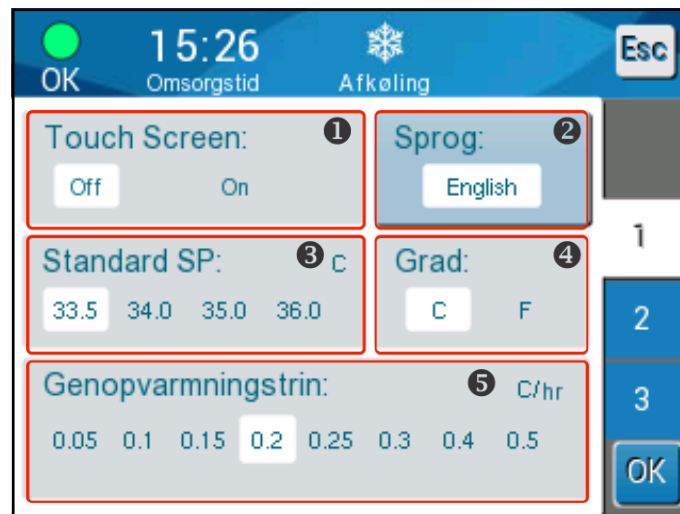 15:26
OK Omsorgstid Afkøling
Esc
Touch Screen: ❶
Off On
Sprog: ❷
English
Standard SP: ❸ C
33.5 34.0 35.0 36.0
Grad: ❹
C F
Genopvarmningstrin: ❺ C/hr
0.05 0.1 0.15 0.2 0.25 0.3 0.4 0.5
1
2
3
OK